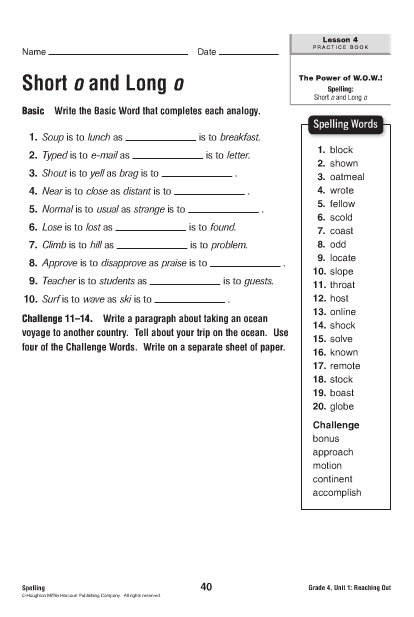 Name ____________ Date ____________
Lesson 4
PRACTICE BOOK
The Power of W.O.W.!
Spelling:
Short o and Long o
Short o and Long o
Basic Write the Basic Word that completes each analogy.
1. Soup is to lunch as ____________ is to breakfast.
2. Typed is to e-mail as ____________ is to letter.
3. Shout is to yell as brag is to ____________ .
4. Near is to close as distant is to ____________ .
5. Normal is to usual as strange is to ____________ .
6. Lose is to lost as ____________ is to found.
7. Climb is to hill as ____________ is to problem.
8. Approve is to disapprove as praise is to ____________ .
9. Teacher is to students as ____________ is to guests.
10. Surf is to wave as ski is to ____________ .
Challenge 11–14. Write a paragraph about taking an ocean
voyage to another country. Tell about your trip on the ocean. Use
four of the Challenge Words. Write on a separate sheet of paper.
Spelling Words
1. block
2. shown
3. oatmeal
4. wrote
5. fellow
6. scold
7. coast
8. odd
9. locate
10. slope
11. throat
12. host
13. online
14. shock
15. solve
16. known
17. remote
18. stock
19. boast
20. globe
Challenge
bonus
approach
motion
continent
accomplish
Spelling
© Houghton Mifflin Harcourt Publishing Company. All rights reserved
40
Grade 4, Unit 1: Reaching Out